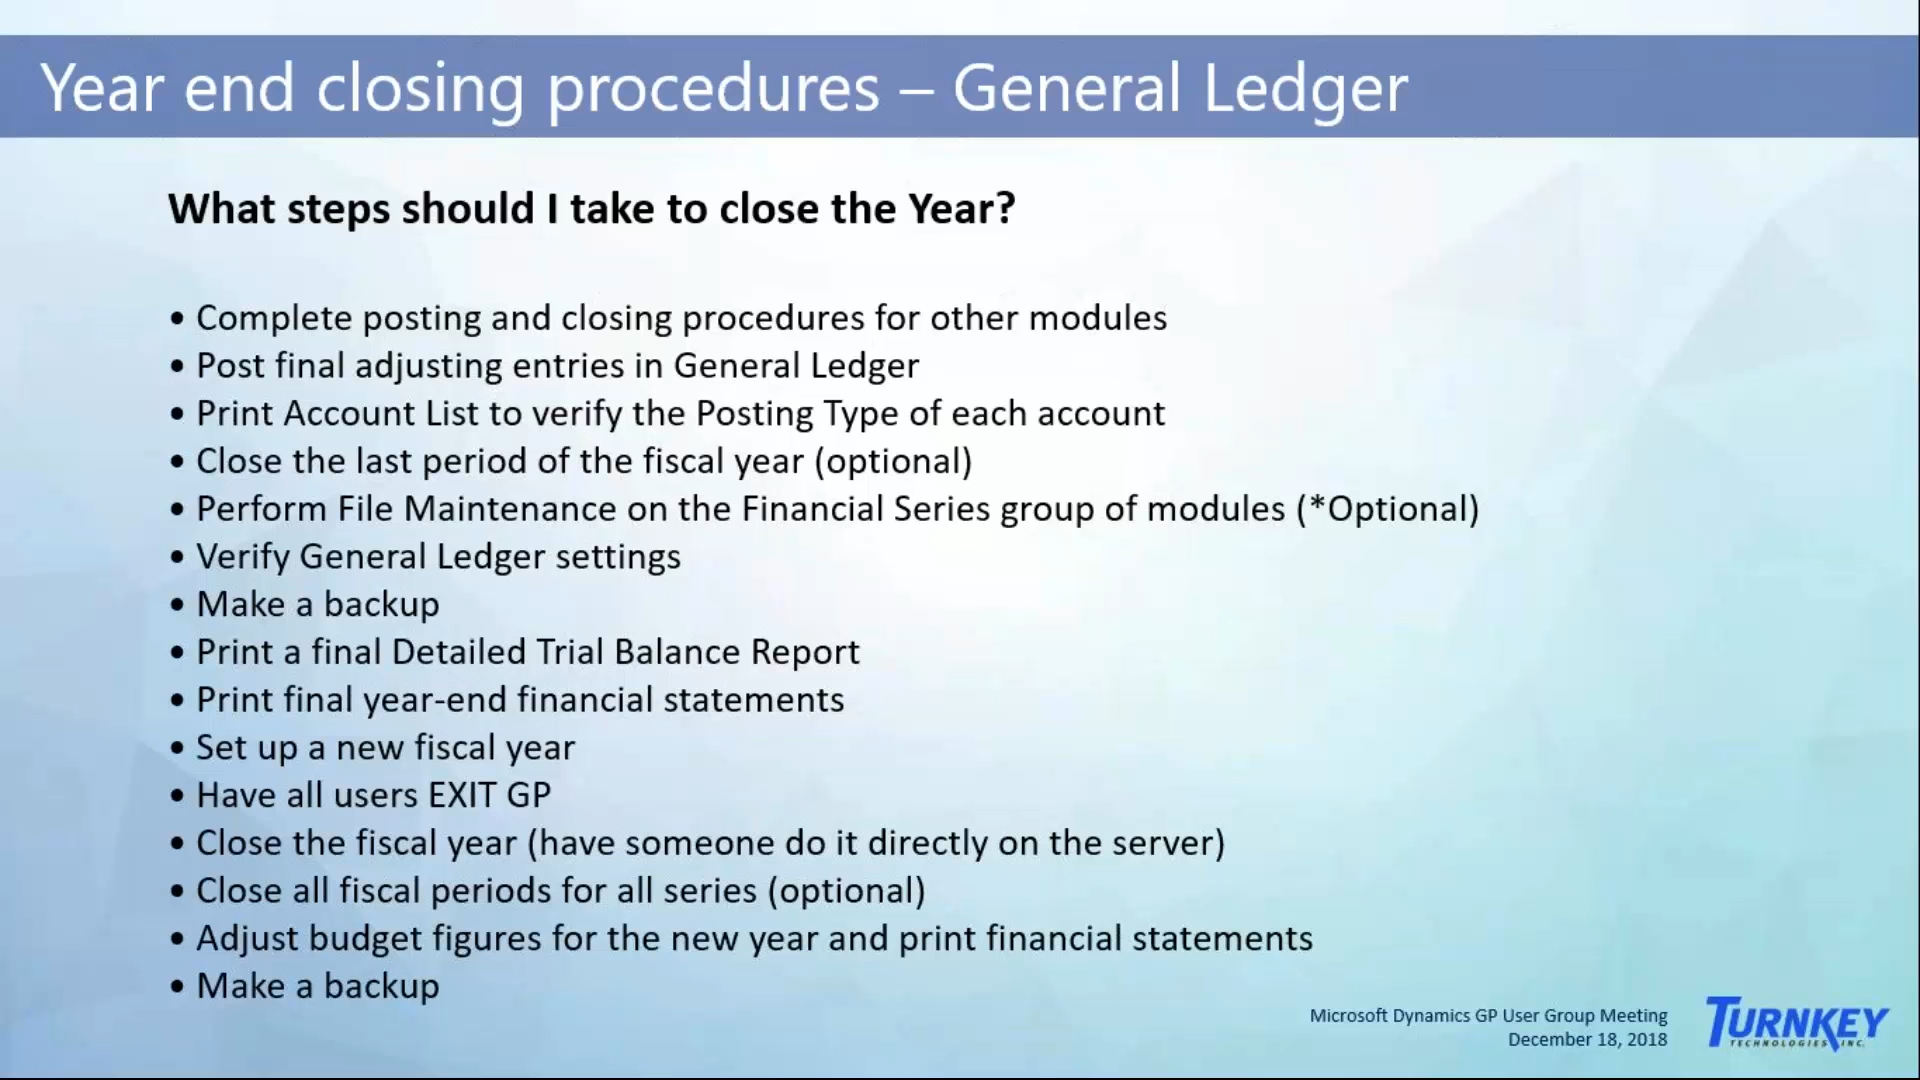 Year end closing procedures – General Ledger
What steps should I take to close the Year?
• Complete posting and closing procedures for other modules
• Post final adjusting entries in General Ledger
• Print Account List to verify the Posting Type of each account
• Close the last period of the fiscal year (optional)
• Perform File Maintenance on the Financial Series group of modules (*Optional)
• Verify General Ledger settings
• Make a backup
• Print a final Detailed Trial Balance Report
• Print final year-end financial statements
• Set up a new fiscal year
• Have all users EXIT GP
• Close the fiscal year (have someone do it directly on the server)
• Close all fiscal periods for all series (optional)
• Adjust budget figures for the new year and print financial statements
• Make a backup
Microsoft Dynamics GP User Group Meeting
December 18, 2018
TURNKEY
TECHNOLOGIES, INC.